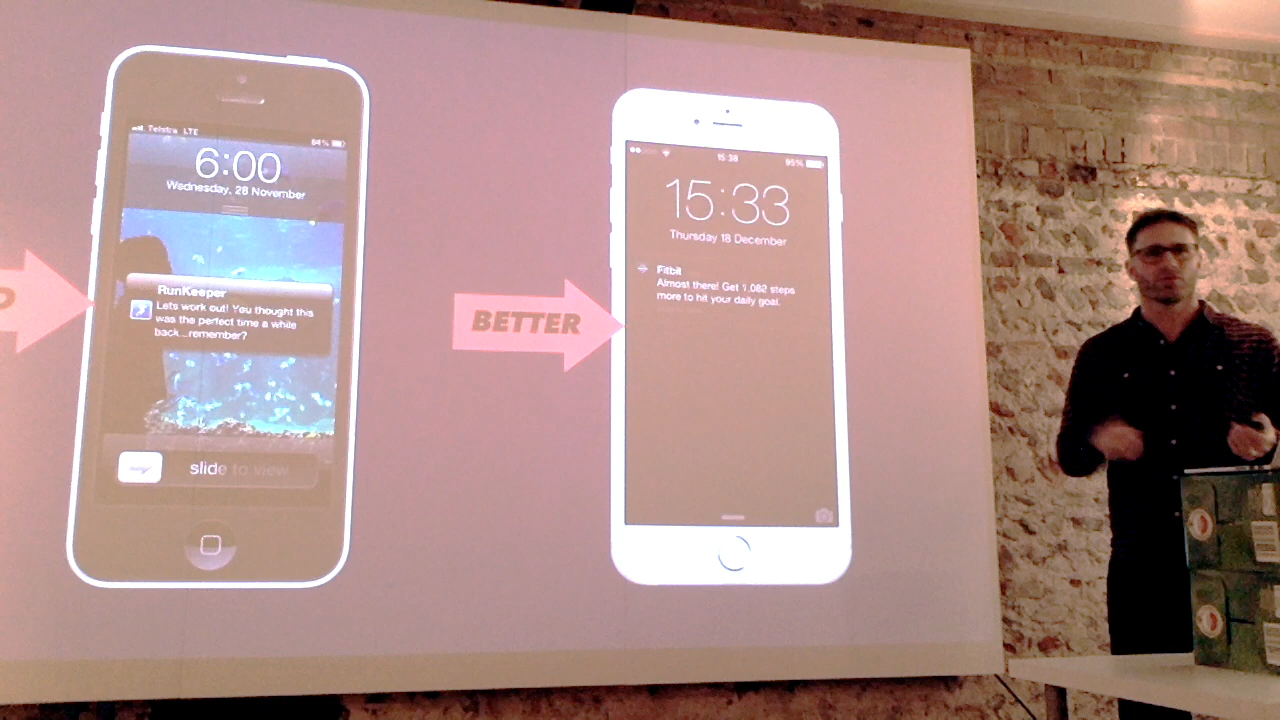 Telstra LTE
84%
6:00
Wednesday, 28 November
RunKeeper
Lets work out! You thought this
was the perfect time a while
back...remember?
slide to view
BETTER
15:38
95%
15:33
Thursday 18 December
Fitbit
Almost there! Get 1,082 steps
more to hit your daily goal.